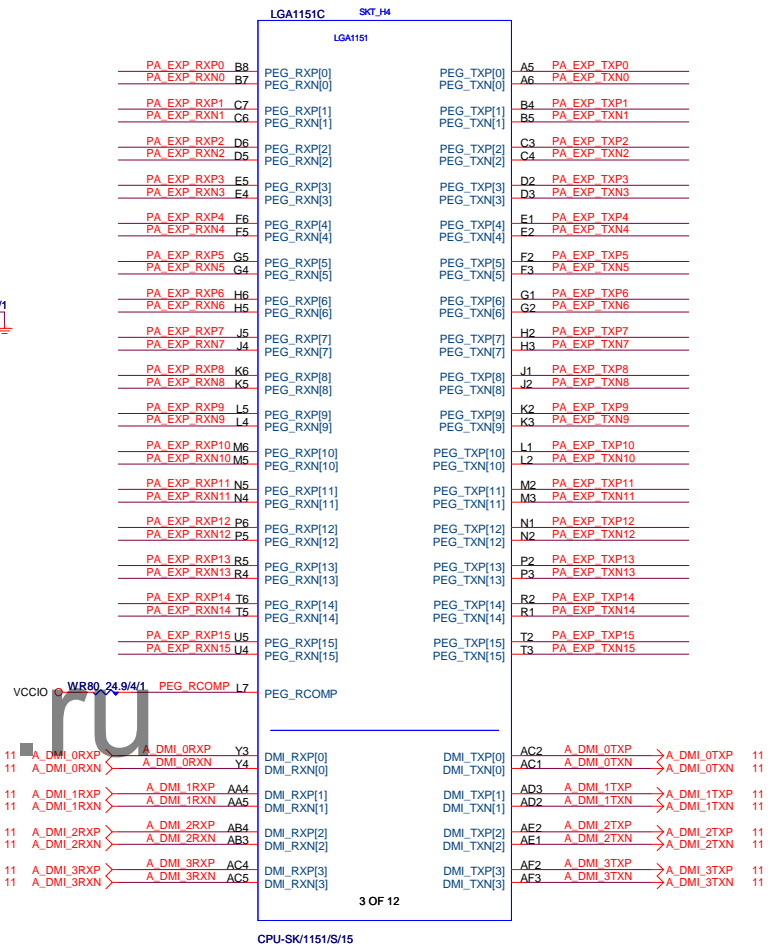 LGA1151C SKT_H4
LGA1151
PA_EXP_RXP0 B8 PEG_RXP[0] PEG_TXP[0] A5 PA_EXP_TXP0
PA_EXP_RXN0 B7 PEG_RXN[0] PEG_TXN[0] A6 PA_EXP_TXN0
PA_EXP_RXP1 C7 PEG_RXP[1] PEG_TXP[1] B4 PA_EXP_TXP1
PA_EXP_RXN1 C6 PEG_RXN[1] PEG_TXN[1] B5 PA_EXP_TXN1
PA_EXP_RXP2 D6 PEG_RXP[2] PEG_TXP[2] C3 PA_EXP_TXP2
PA_EXP_RXN2 D5 PEG_RXN[2] PEG_TXN[2] C4 PA_EXP_TXN2
PA_EXP_RXP3 E5 PEG_RXP[3] PEG_TXP[3] D2 PA_EXP_TXP3
PA_EXP_RXN3 E4 PEG_RXN[3] PEG_TXN[3] D3 PA_EXP_TXN3
PA_EXP_RXP4 F6 PEG_RXP[4] PEG_TXP[4] E1 PA_EXP_TXP4
PA_EXP_RXN4 F5 PEG_RXN[4] PEG_TXN[4] E2 PA_EXP_TXN4
PA_EXP_RXP5 G5 PEG_RXP[5] PEG_TXP[5] F2 PA_EXP_TXP5
PA_EXP_RXN5 G4 PEG_RXN[5] PEG_TXN[5] F3 PA_EXP_TXN5
PA_EXP_RXP6 H6 PEG_RXP[6] PEG_TXP[6] G1 PA_EXP_TXP6
/1 PA_EXP_RXN6 H5 PEG_RXN[6] PEG_TXN[6] G2 PA_EXP_TXN6
PA_EXP_RXP7 J5 PEG_RXP[7] PEG_TXP[7] H2 PA_EXP_TXP7
PA_EXP_RXN7 J4 PEG_RXN[7] PEG_TXN[7] H3 PA_EXP_TXN7
PA_EXP_RXP8 K6 PEG_RXP[8] PEG_TXP[8] J1 PA_EXP_TXP8
PA_EXP_RXN8 K5 PEG_RXN[8] PEG_TXN[8] J2 PA_EXP_TXN8
PA_EXP_RXP9 L5 PEG_RXP[9] PEG_TXP[9] K2 PA_EXP_TXP9
PA_EXP_RXN9 L4 PEG_RXN[9] PEG_TXN[9] K3 PA_EXP_TXN9
PA_EXP_RXP10 M6 PEG_RXP[10] PEG_TXP[10] L1 PA_EXP_TXP10
PA_EXP_RXN10 M5 PEG_RXN[10] PEG_TXN[10] L2 PA_EXP_TXN10
PA_EXP_RXP11 N5 PEG_RXP[11] PEG_TXP[11] M2 PA_EXP_TXP11
PA_EXP_RXN11 N4 PEG_RXN[11] PEG_TXN[11] M3 PA_EXP_TXN11
PA_EXP_RXP12 P6 PEG_RXP[12] PEG_TXP[12] N1 PA_EXP_TXP12
PA_EXP_RXN12 P5 PEG_RXN[12] PEG_TXN[12] N2 PA_EXP_TXN12
PA_EXP_RXP13 R5 PEG_RXP[13] PEG_TXP[13] P2 PA_EXP_TXP13
PA_EXP_RXN13 R4 PEG_RXN[13] PEG_TXN[13] P3 PA_EXP_TXN13
PA_EXP_RXP14 T6 PEG_RXP[14] PEG_TXP[14] R2 PA_EXP_TXP14
PA_EXP_RXN14 T5 PEG_RXN[14] PEG_TXN[14] R1 PA_EXP_TXN14
PA_EXP_RXP15 U5 PEG_RXP[15] PEG_TXP[15] T2 PA_EXP_TXP15
PA_EXP_RXN15 U4 PEG_RXN[15] PEG_TXN[15] T3 PA_EXP_TXN15
VCCIO WR80 24.9/4/1 PEG_RCOMP L7 PEG_RCOMP
.ru
11 A_DMI_0RXP A_DMI_0RXP Y3 DMI_RXP[0] DMI_TXP[0] AC2 A_DMI_0TXP A_DMI_0TXP 11
11 A_DMI_0RXN A_DMI_0RXN Y4 DMI_RXN[0] DMI_TXN[0] AC1 A_DMI_0TXN A_DMI_0TXN 11
11 A_DMI_1RXP A_DMI_1RXP AA4 DMI_RXP[1] DMI_TXP[1] AD3 A_DMI_1TXP A_DMI_1TXP 11
11 A_DMI_1RXN A_DMI_1RXN AA5 DMI_RXN[1] DMI_TXN[1] AD2 A_DMI_1TXN A_DMI_1TXN 11
11 A_DMI_2RXP A_DMI_2RXP AB4 DMI_RXP[2] DMI_TXP[2] AE2 A_DMI_2TXP A_DMI_2TXP 11
11 A_DMI_2RXN A_DMI_2RXN AB3 DMI_RXN[2] DMI_TXN[2] AE1 A_DMI_2TXN A_DMI_2TXN 11
11 A_DMI_3RXP A_DMI_3RXP AC4 DMI_RXP[3] DMI_TXP[3] AF2 A_DMI_3TXP A_DMI_3TXP 11
11 A_DMI_3RXN A_DMI_3RXN AC5 DMI_RXN[3] DMI_TXN[3] AF3 A_DMI_3TXN A_DMI_3TXN 11
3 OF 12
CPU-SK/1151/S/15